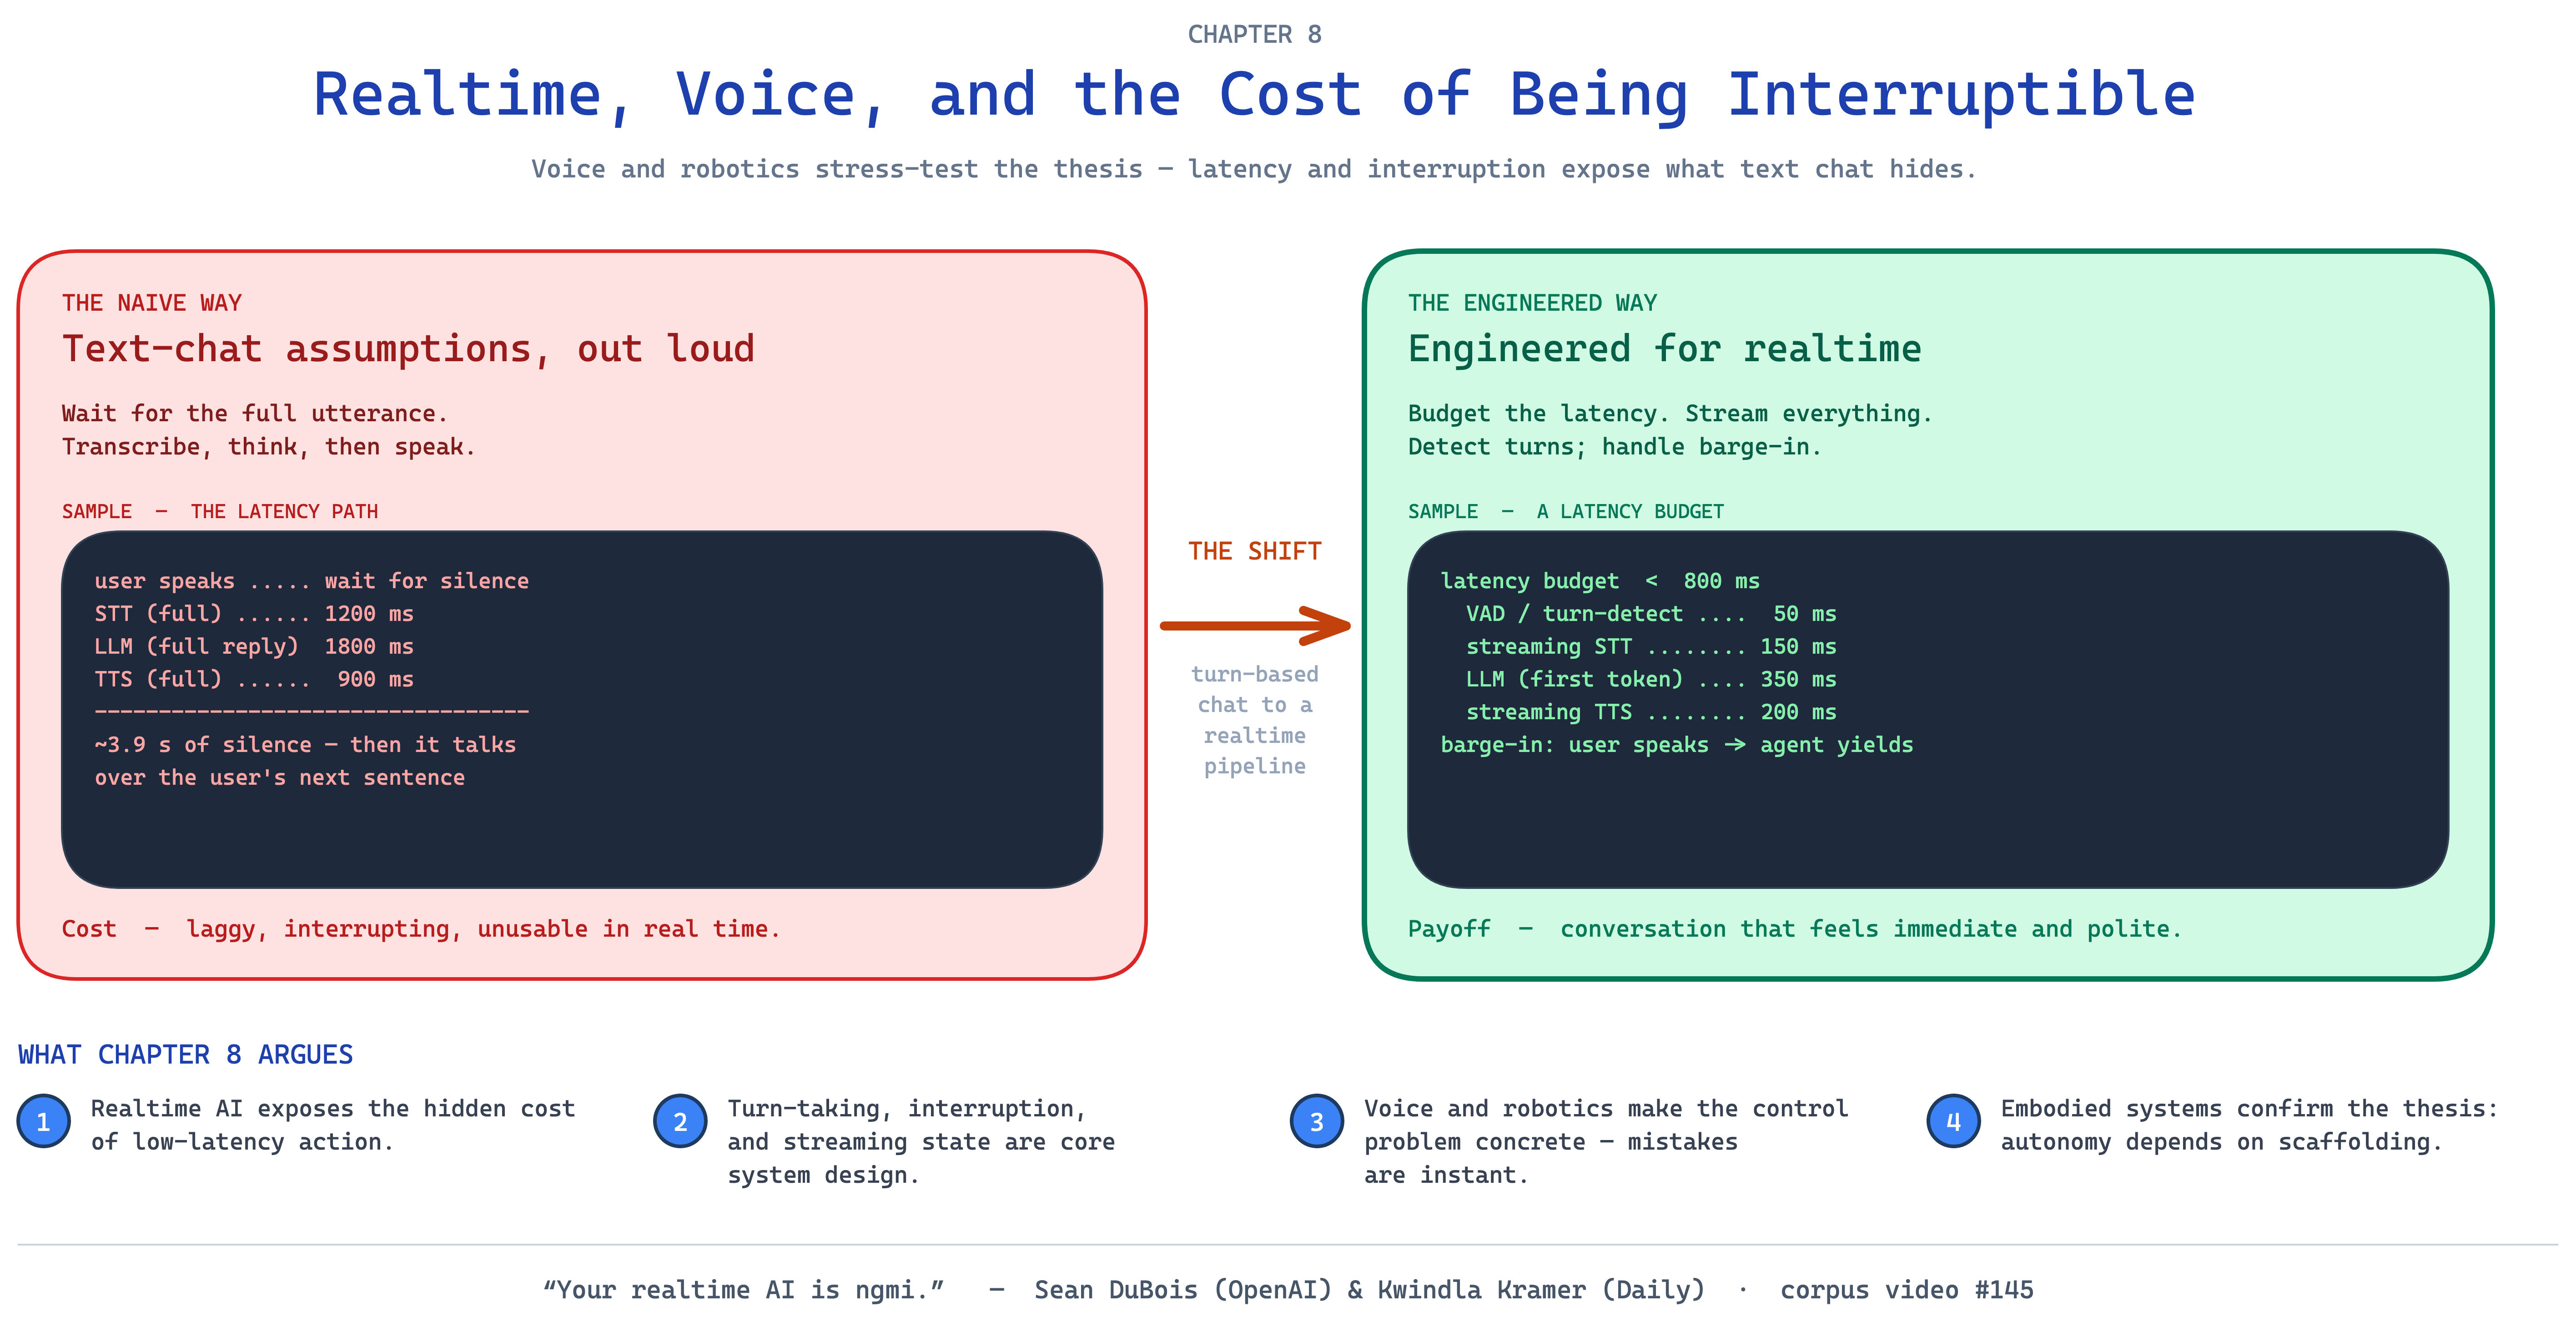 CHAPTER 8
Realtime, Voice, and the Cost of Being Interruptible
Voice and robotics stress-test the thesis — latency and interruption expose what text chat hides.
THE NAIVE WAY
Text-chat assumptions, out loud
Wait for the full utterance.
Transcribe, think, then speak.
SAMPLE — THE LATENCY PATH
user speaks ..... wait for silence
STT (full) ...... 1200 ms
LLM (full reply)  1800 ms
TTS (full) ......  900 ms
----------------------------------
~3.9 s of silence — then it talks
over the user's next sentence
Cost — laggy, interrupting, unusable in real time.
THE SHIFT
turn-based
chat to a
realtime
pipeline
THE ENGINEERED WAY
Engineered for realtime
Budget the latency. Stream everything.
Detect turns; handle barge-in.
SAMPLE — A LATENCY BUDGET
latency budget  <  800 ms
VAD / turn-detect ....  50 ms
streaming STT ........ 150 ms
LLM (first token) .... 350 ms
streaming TTS ........ 200 ms
barge-in: user speaks → agent yields
Payoff — conversation that feels immediate and polite.
WHAT CHAPTER 8 ARGUES
1
Realtime AI exposes the hidden cost
of low-latency action.
2
Turn-taking, interruption,
and streaming state are core
system design.
3
Voice and robotics make the control
problem concrete — mistakes
are instant.
4
Embodied systems confirm the thesis:
autonomy depends on scaffolding.
“Your realtime AI is ngmi.” — Sean DuBois (OpenAI) & Kwindla Kramer (Daily) · corpus video #145